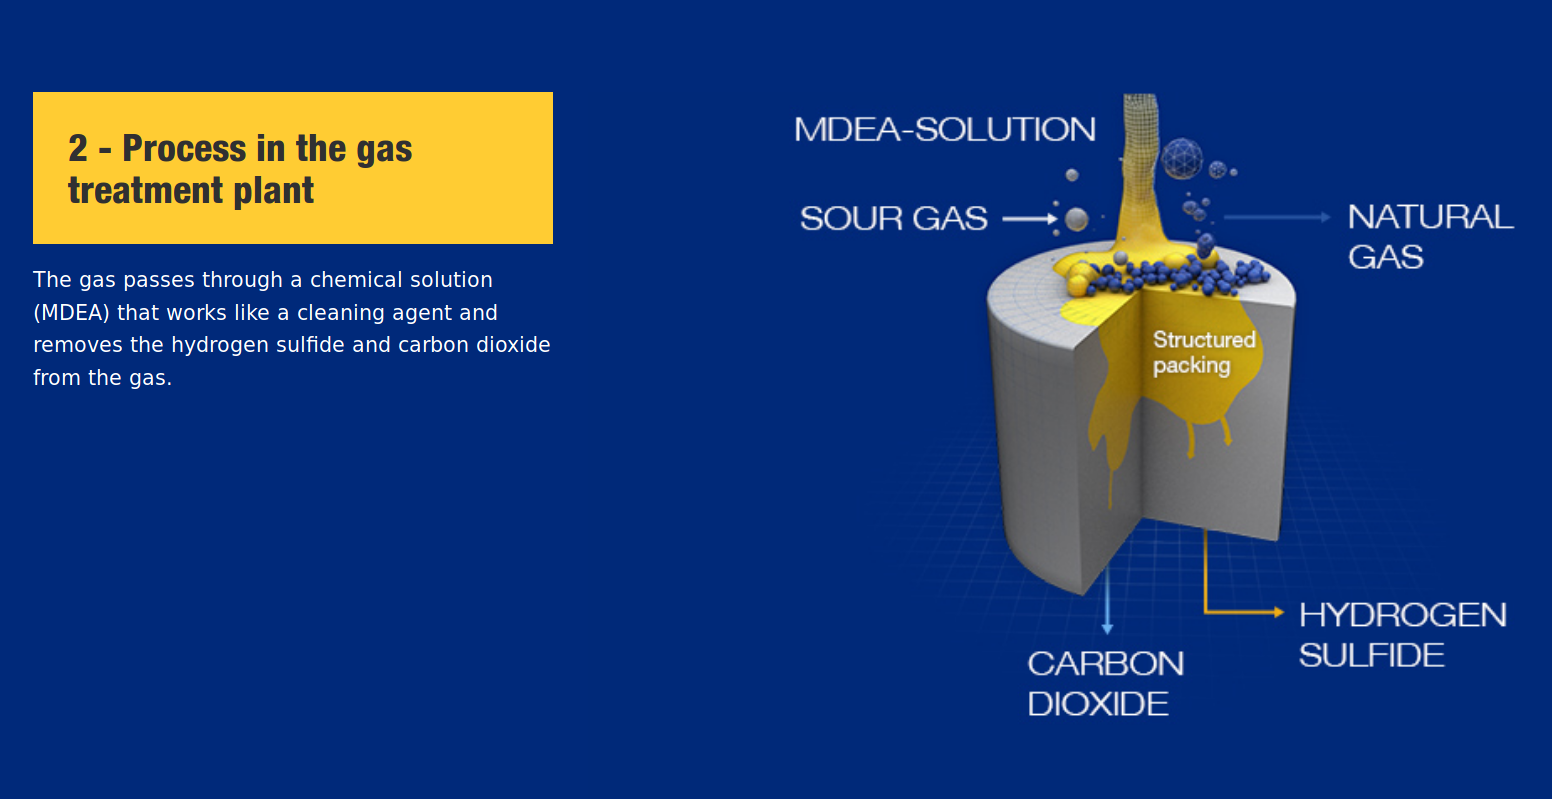 2 - Process in the gas
treatment plant
The gas passes through a chemical solution
(MDEA) that works like a cleaning agent and
removes the hydrogen sulfide and carbon dioxide
from the gas.
MDEA-SOLUTION
SOUR GAS
NATURAL
GAS
Structured
packing
HYDROGEN
SULFIDE
CARBON
DIOXIDE